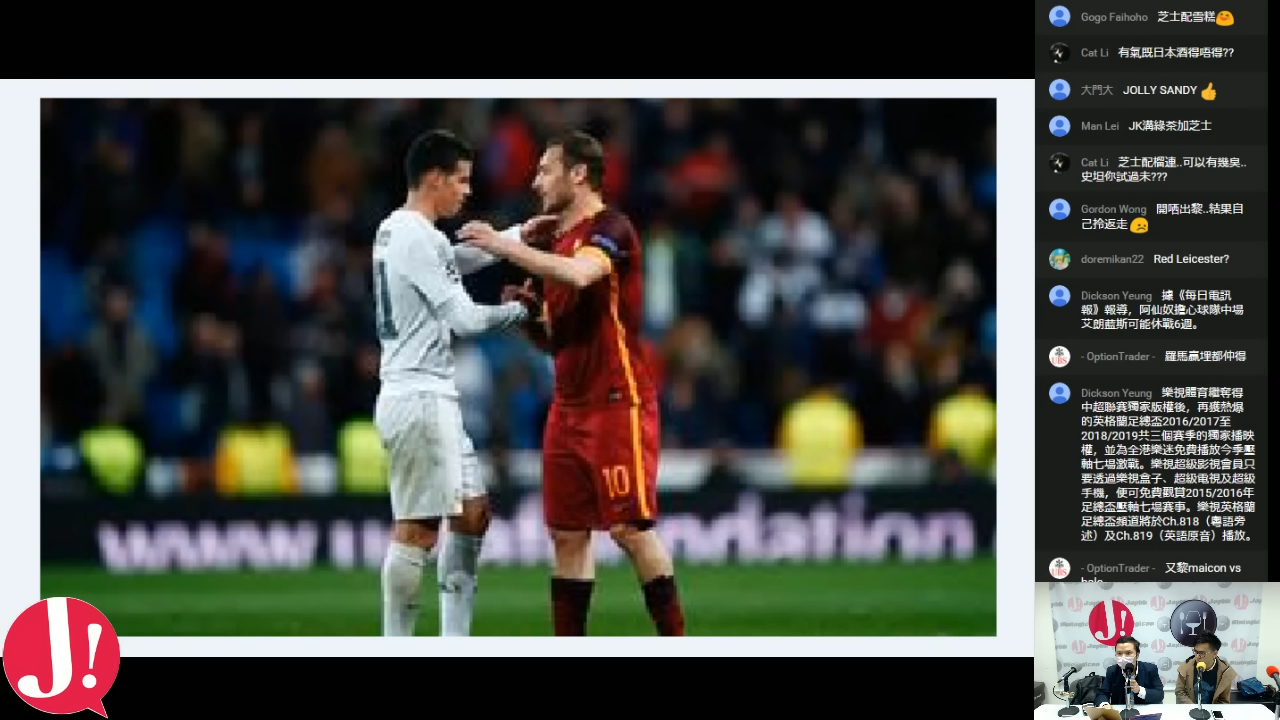 10
J!
Gogo Faihoho 芝士配雪糕
Cat Li 有氣既日本酒得唔得??
大門大 JOLLY SANDY
Man Lei JK溝綠茶加芝士
Cat Li 芝士配榴連..可以有幾臭..
史坦你試過未???
Gordon Wong 開哂出黎..結果自
己拎返走
doremikan22 Red Leicester?
Dickson Yeung 據《每日電訊
報》報導，阿仙奴擔心球隊中場
艾朗藍斯可能休戰6週。
- OptionTrader - 羅馬贏埋都仲得
Dickson Yeung 樂視體育繼奪得
中超聯賽獨家版權後，再獲熱爆
的英格蘭足總盃2016/2017至
2018/2019共三個賽季的獨家播映
權，並為全港樂迷免費播放今季壓
軸七場激戰。樂視超級影視會員只
要透過樂視盒子、超級電視及超級
手機，便可免費觀賞2015/2016年
足總盃壓軸七場賽事。樂視英格蘭
足總盃頻道將於Ch.818（粵語旁
述）及Ch.819（英語原音）播放。
- OptionTrader - 又黎maicon vs
J!